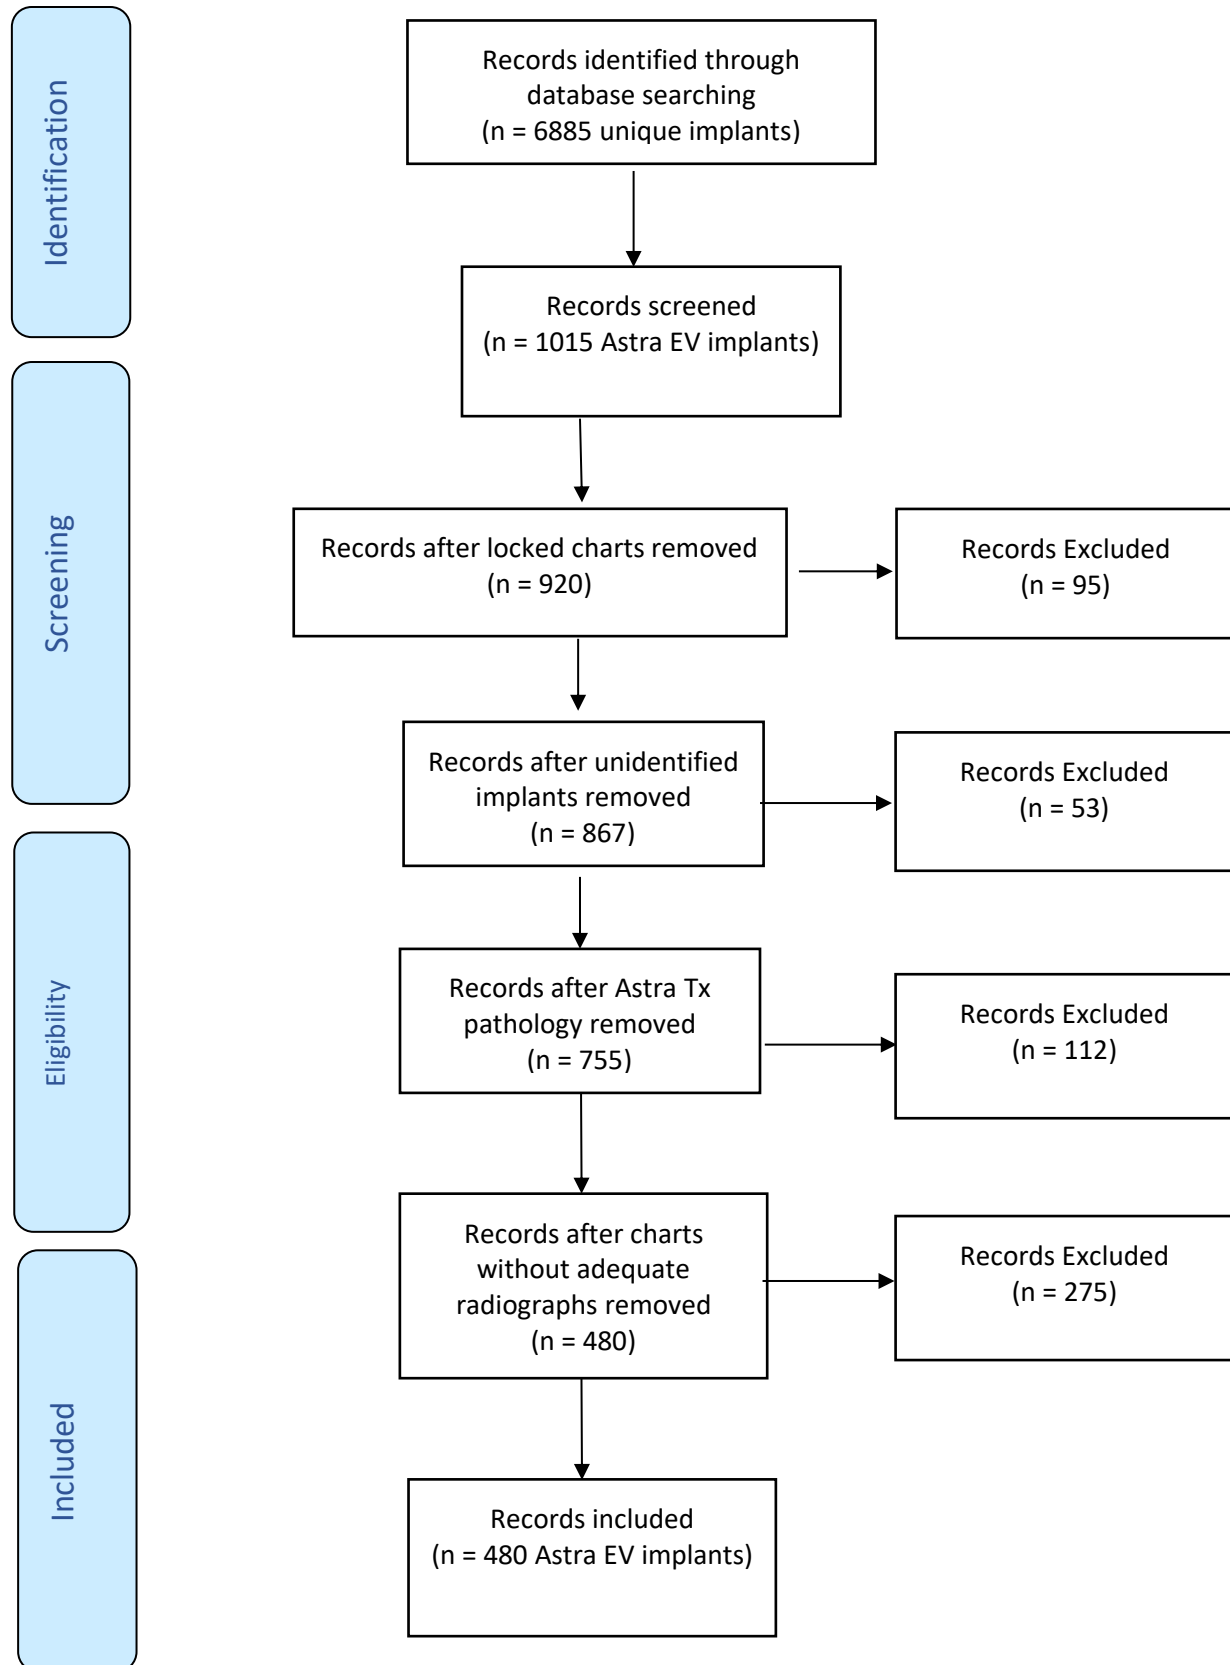 Identification
Records identified through
database searching
(n = 6885 unique implants)
Records screened
(n = 1015 Astra EV implants)
Screening
Records after locked charts removed
(n = 920)
Records Excluded
(n = 95)
Records after unidentified
implants removed
(n = 867)
Records Excluded
(n = 53)
Eligibility
Records after Astra Tx
pathology removed
(n = 755)
Records Excluded
(n = 112)
Records after charts
without adequate
radiographs removed
(n = 480)
Records Excluded
(n = 275)
Included
Records included
(n = 480 Astra EV implants)